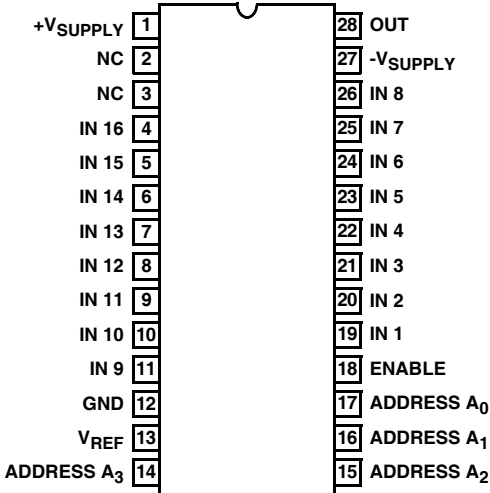 +VSUPPLY 1
NC 2
NC 3
IN 16 4
IN 15 5
IN 14 6
IN 13 7
IN 12 8
IN 11 9
IN 10 10
IN 9 11
GND 12
VREF 13
ADDRESS A3 14
28 OUT
27 -VSUPPLY
26 IN 8
25 IN 7
24 IN 6
23 IN 5
22 IN 4
21 IN 3
20 IN 2
19 IN 1
18 ENABLE
17 ADDRESS A0
16 ADDRESS A1
15 ADDRESS A2